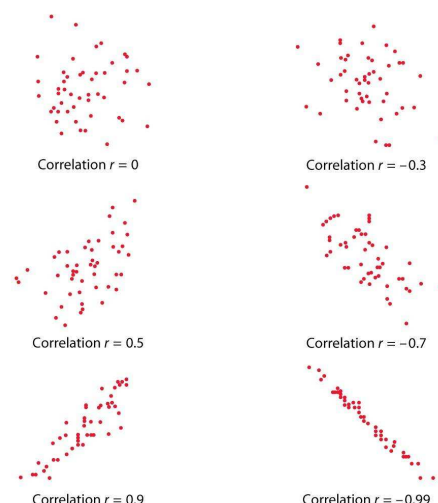 Correlation r = 0
Correlation r = −0.3
Correlation r = 0.5
Correlation r = −0.7
Correlation r = 0.9
Correlation r = −0.99